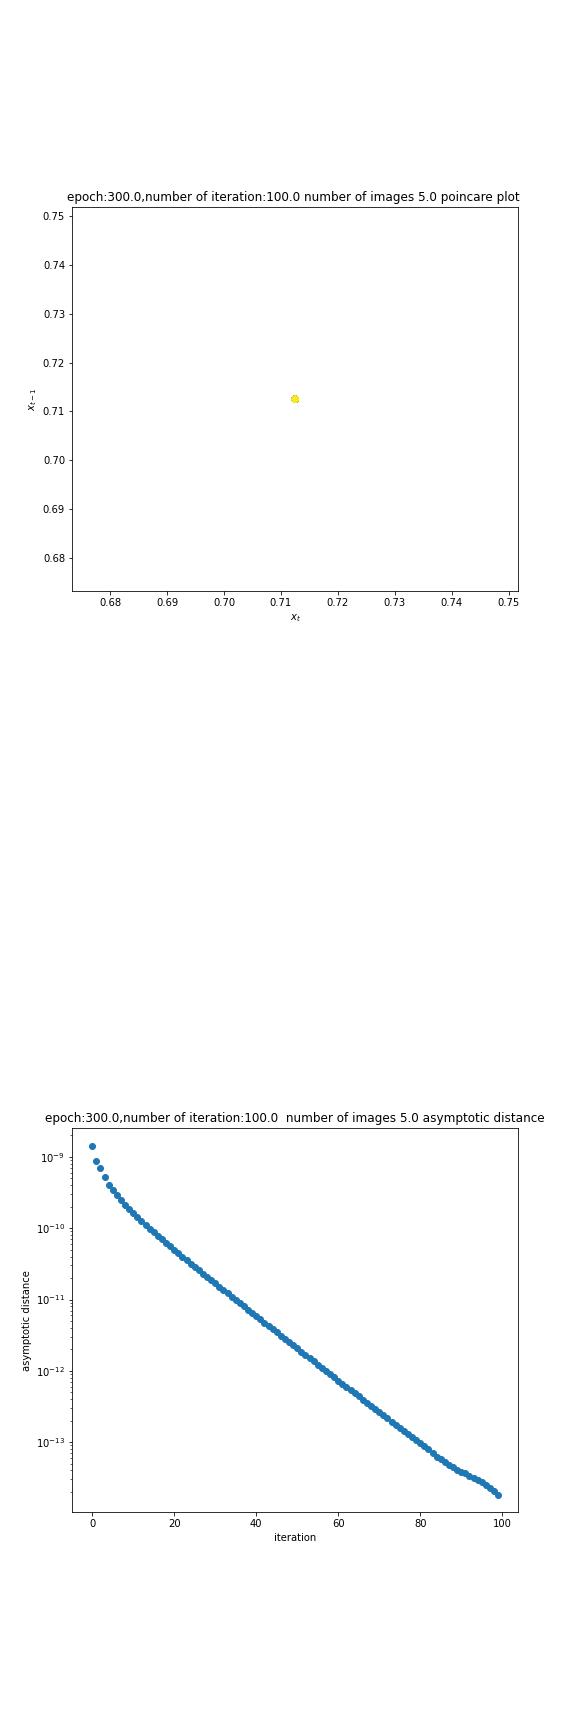 epoch:300.0,number of iteration:100.0 number of images 5.0 poincare plot
0.75
0.74
0.73
0.72
0.71
0.70
0.69
0.68
x_{t-1}
0.68 0.69 0.70 0.71 0.72 0.73 0.74 0.75
x_t
epoch:300.0,number of iteration:100.0  number of images 5.0 asymptotic distance
10^{-9}
10^{-10}
10^{-11}
10^{-12}
10^{-13}
asymptotic distance
0 20 40 60 80 100
iteration